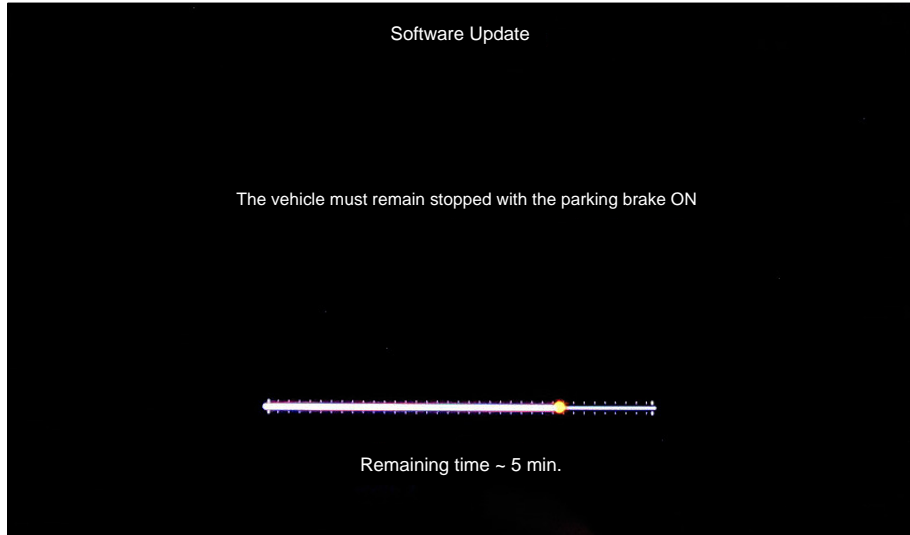 Software Update
The vehicle must remain stopped with the parking brake ON
Remaining time ~ 5 min.